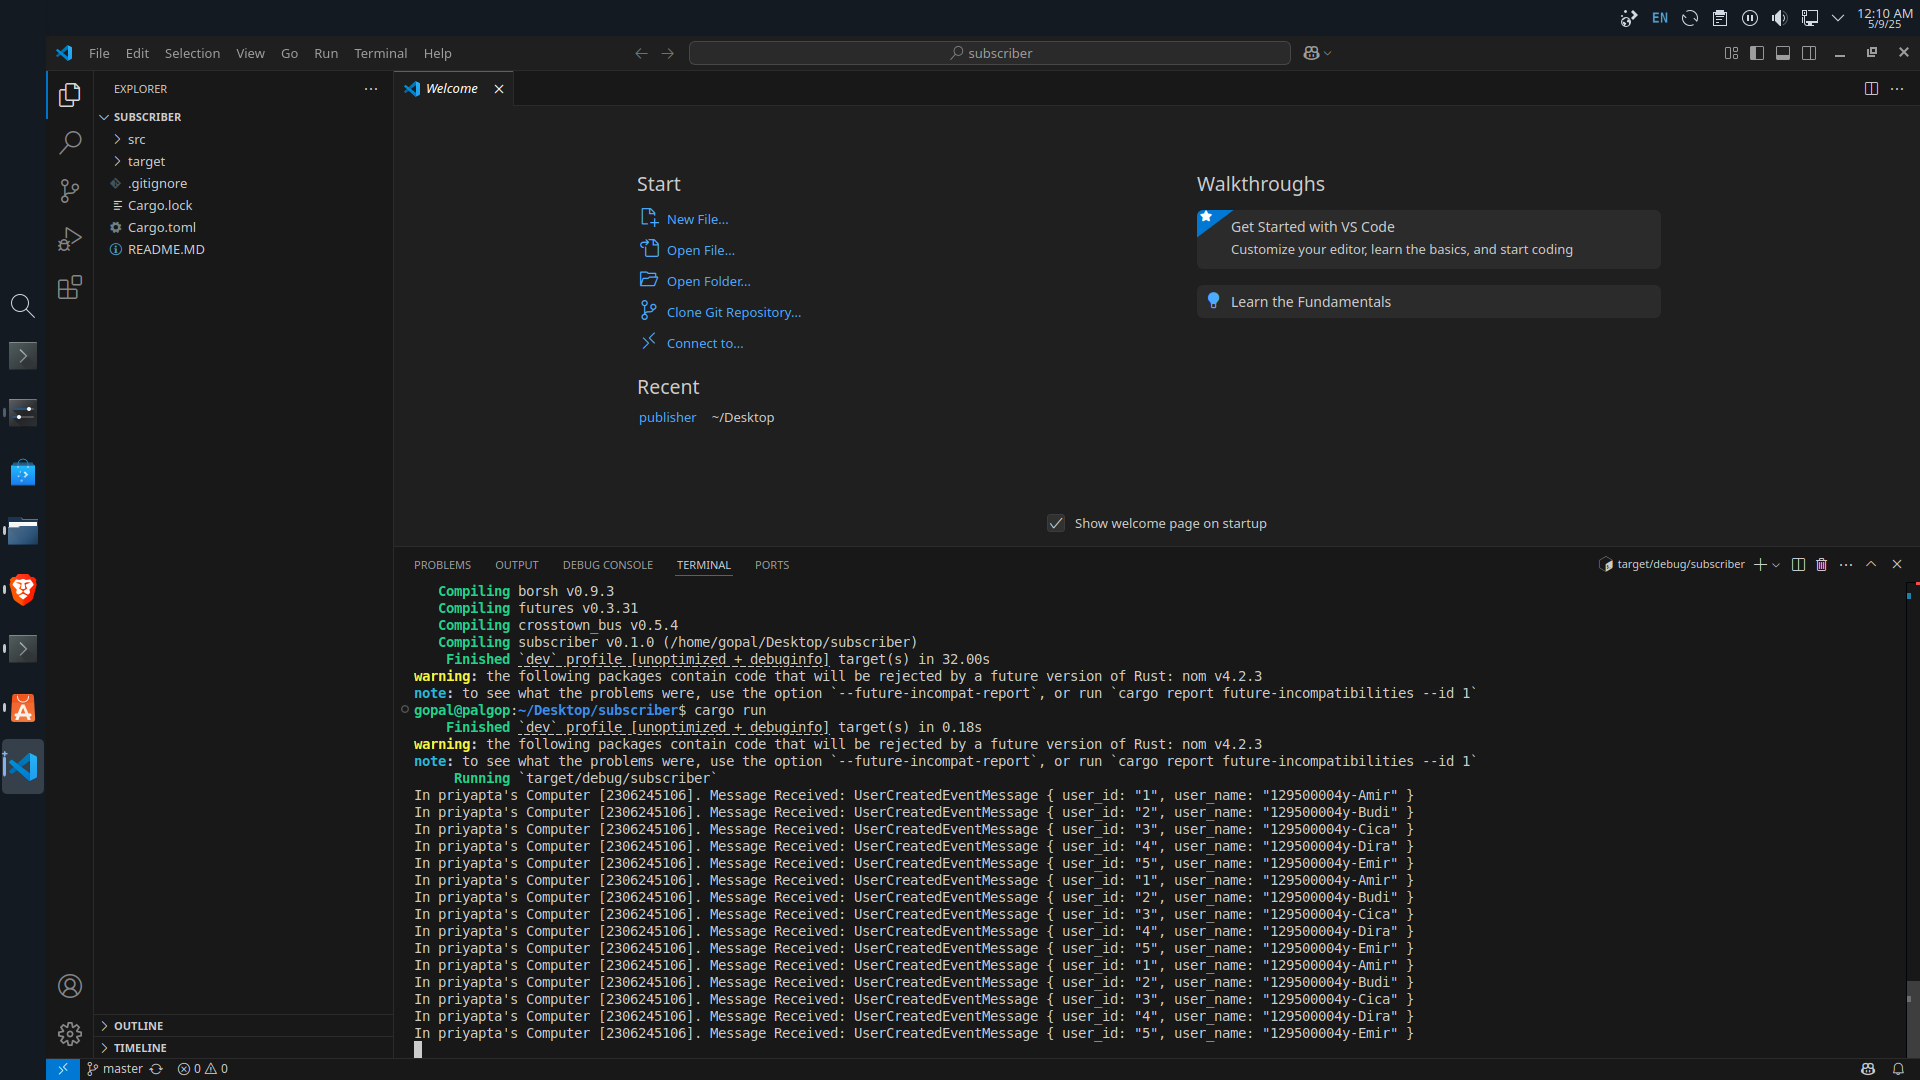 EN
12:10 AM
5/9/25
File Edit Selection View Go Run Terminal Help
subscriber
EXPLORER
SUBSCRIBER
src
target
.gitignore
Cargo.lock
Cargo.toml
README.MD
OUTLINE
TIMELINE
Welcome
Start
New File...
Open File...
Open Folder...
Clone Git Repository...
Connect to...
Recent
publisher ~/Desktop
Walkthroughs
Get Started with VS Code
Customize your editor, learn the basics, and start coding
Learn the Fundamentals
Show welcome page on startup
PROBLEMS OUTPUT DEBUG CONSOLE TERMINAL PORTS
target/debug/subscriber
Compiling borsh v0.9.3
Compiling futures v0.3.31
Compiling crosstown_bus v0.5.4
Compiling subscriber v0.1.0 (/home/gopal/Desktop/subscriber)
Finished `dev` profile [unoptimized + debuginfo] target(s) in 32.00s
warning: the following packages contain code that will be rejected by a future version of Rust: nom v4.2.3
note: to see what the problems were, use the option `--future-incompat-report`, or run `cargo report future-incompatibilities --id 1`
gopal@palgop:~/Desktop/subscriber$ cargo run
Finished `dev` profile [unoptimized + debuginfo] target(s) in 0.18s
warning: the following packages contain code that will be rejected by a future version of Rust: nom v4.2.3
note: to see what the problems were, use the option `--future-incompat-report`, or run `cargo report future-incompatibilities --id 1`
Running `target/debug/subscriber`
In priyapta's Computer [2306245106]. Message Received: UserCreatedEventMessage { user_id: "1", user_name: "129500004y-Amir" }
In priyapta's Computer [2306245106]. Message Received: UserCreatedEventMessage { user_id: "2", user_name: "129500004y-Budi" }
In priyapta's Computer [2306245106]. Message Received: UserCreatedEventMessage { user_id: "3", user_name: "129500004y-Cica" }
In priyapta's Computer [2306245106]. Message Received: UserCreatedEventMessage { user_id: "4", user_name: "129500004y-Dira" }
In priyapta's Computer [2306245106]. Message Received: UserCreatedEventMessage { user_id: "5", user_name: "129500004y-Emir" }
In priyapta's Computer [2306245106]. Message Received: UserCreatedEventMessage { user_id: "1", user_name: "129500004y-Amir" }
In priyapta's Computer [2306245106]. Message Received: UserCreatedEventMessage { user_id: "2", user_name: "129500004y-Budi" }
In priyapta's Computer [2306245106]. Message Received: UserCreatedEventMessage { user_id: "3", user_name: "129500004y-Cica" }
In priyapta's Computer [2306245106]. Message Received: UserCreatedEventMessage { user_id: "4", user_name: "129500004y-Dira" }
In priyapta's Computer [2306245106]. Message Received: UserCreatedEventMessage { user_id: "5", user_name: "129500004y-Emir" }
In priyapta's Computer [2306245106]. Message Received: UserCreatedEventMessage { user_id: "1", user_name: "129500004y-Amir" }
In priyapta's Computer [2306245106]. Message Received: UserCreatedEventMessage { user_id: "2", user_name: "129500004y-Budi" }
In priyapta's Computer [2306245106]. Message Received: UserCreatedEventMessage { user_id: "3", user_name: "129500004y-Cica" }
In priyapta's Computer [2306245106]. Message Received: UserCreatedEventMessage { user_id: "4", user_name: "129500004y-Dira" }
In priyapta's Computer [2306245106]. Message Received: UserCreatedEventMessage { user_id: "5", user_name: "129500004y-Emir" }
master 0 0